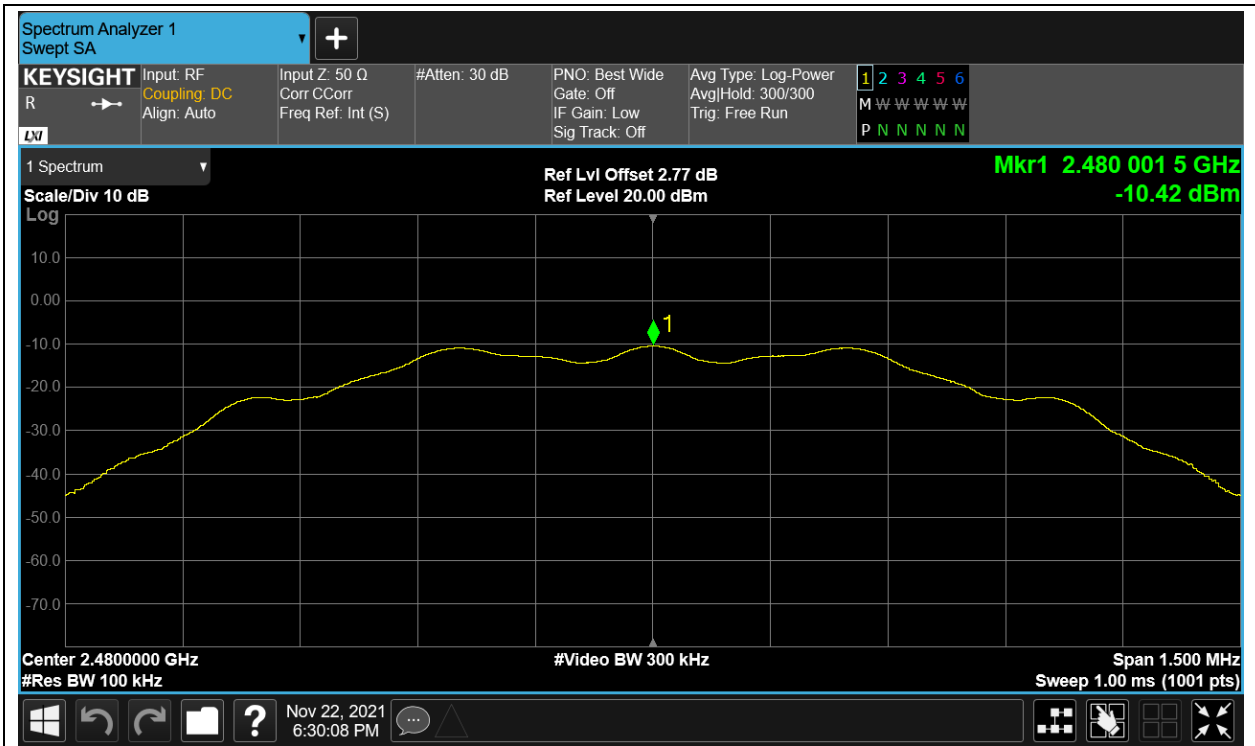 Spectrum Analyzer 1
Swept SA
KEYSIGHT
R
LXI
Input: RF
Coupling: DC
Align: Auto
Input Z: 50 Ω
Corr CCorr
Freq Ref: Int (S)
#Atten: 30 dB
PNO: Best Wide
Gate: Off
IF Gain: Low
Sig Track: Off
Avg Type: Log-Power
Avg|Hold: 300/300
Trig: Free Run
1 2 3 4 5 6
M W W W W W
P N N N N N
1 Spectrum
Scale/Div 10 dB
Log
Ref Lvl Offset 2.77 dB
Ref Level 20.00 dBm
Mkr1 2.480 001 5 GHz
-10.42 dBm
10.0
0.00
-10.0
-20.0
-30.0
-40.0
-50.0
-60.0
-70.0
1
Center 2.4800000 GHz
#Res BW 100 kHz
#Video BW 300 kHz
Span 1.500 MHz
Sweep 1.00 ms (1001 pts)
?
Nov 22, 2021
6:30:08 PM